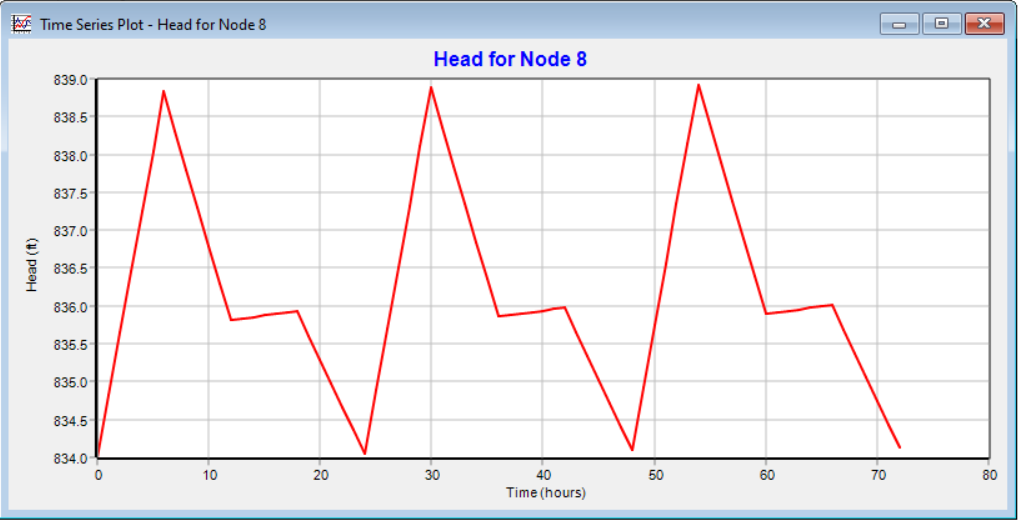 Time Series Plot - Head for Node 8
Head for Node 8
839.0
838.5
838.0
837.5
837.0
836.5
836.0
835.5
835.0
834.5
834.0
Head (ft)
0 10 20 30 40 50 60 70 80
Time (hours)